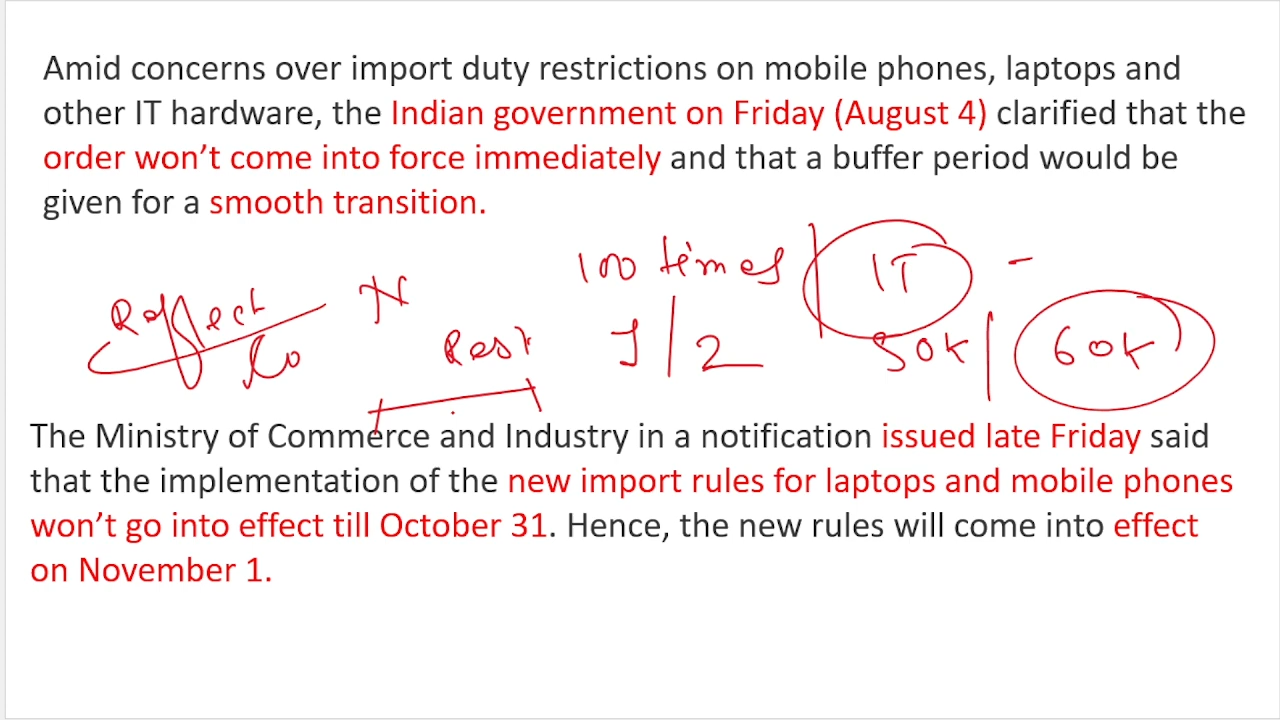 Amid concerns over import duty restrictions on mobile phones, laptops and
other IT hardware, the Indian government on Friday (August 4) clarified that the
order won’t come into force immediately and that a buffer period would be
given for a smooth transition.
100 times | IT -
Reflect N
Rest 1/2 50K | 60K
The Ministry of Commerce and Industry in a notification issued late Friday said
that the implementation of the new import rules for laptops and mobile phones
won’t go into effect till October 31. Hence, the new rules will come into effect
on November 1.